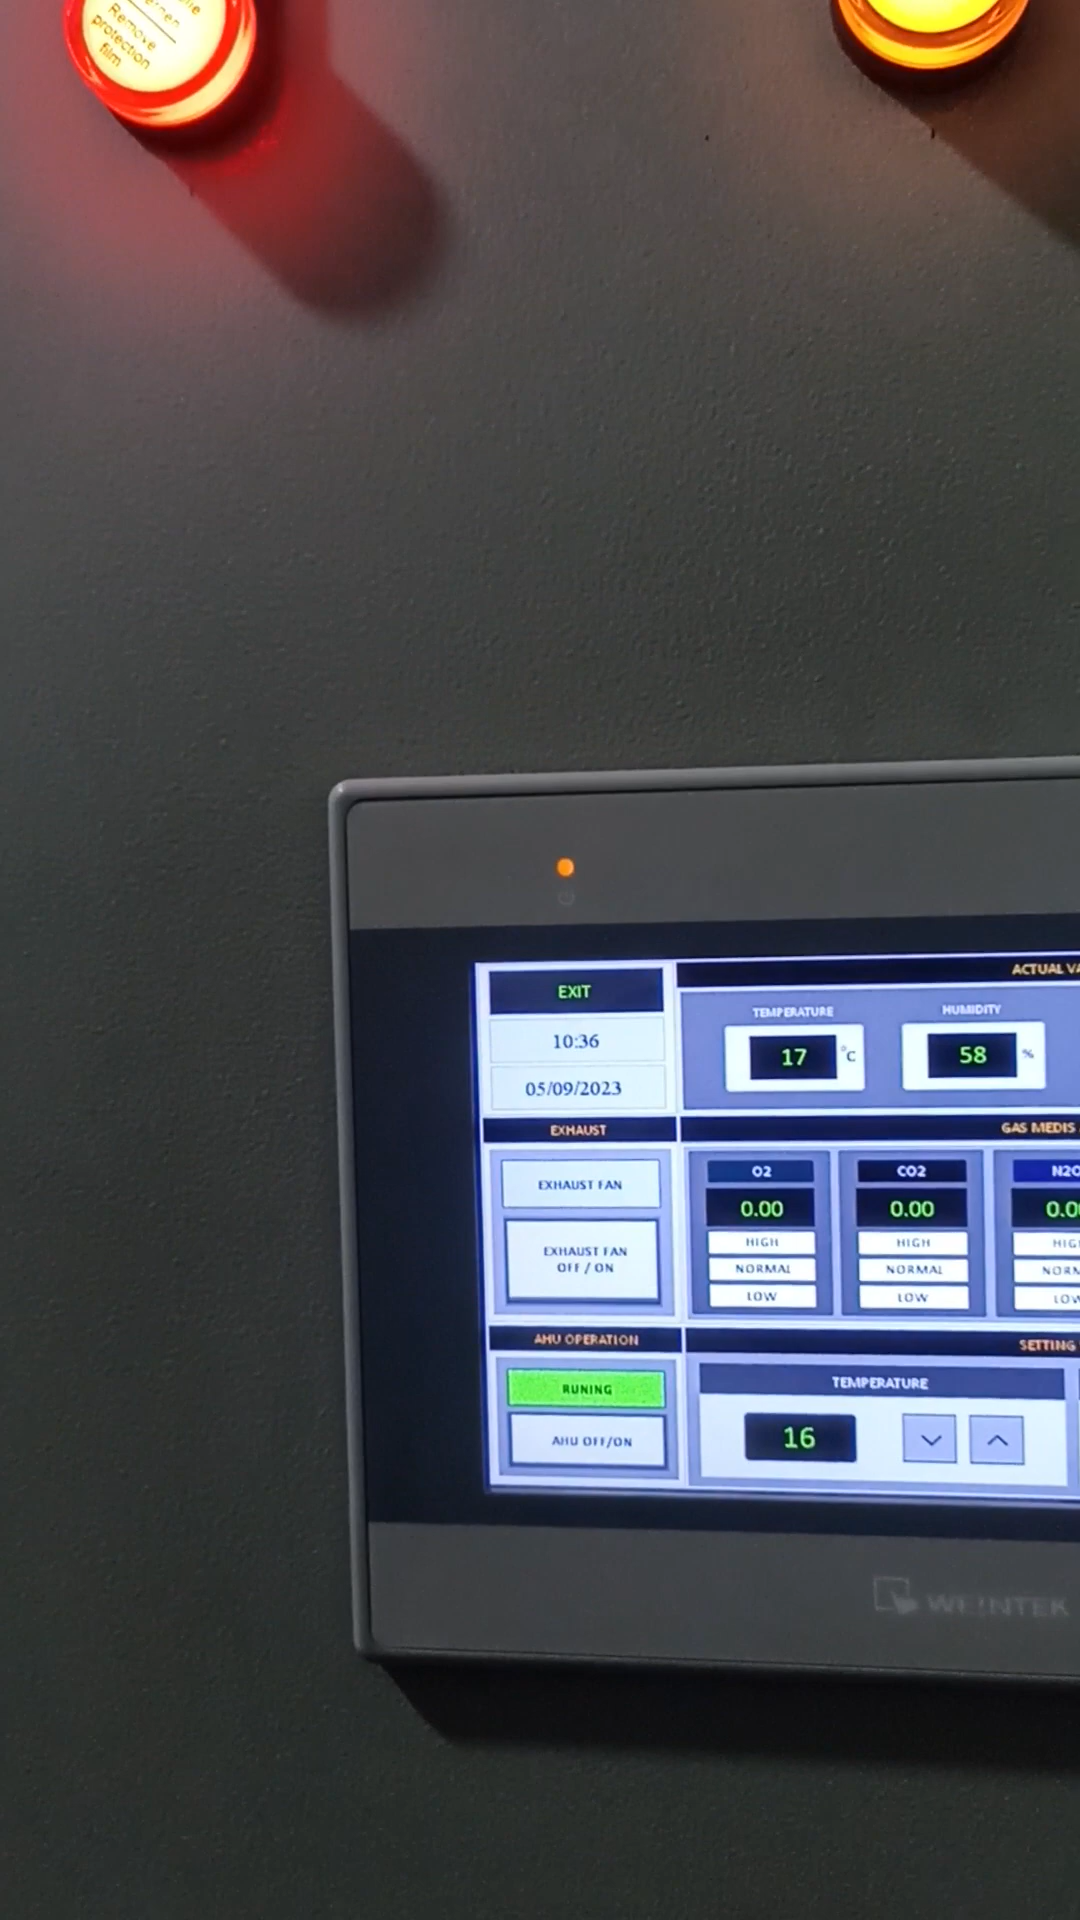 Remove
protection
film
EXIT
10:36
05/09/2023
ACTUAL
TEMPERATURE
HUMIDITY
17 °C
58 %
EXHAUST
GAS MEDIS
EXHAUST FAN
EXHAUST FAN
OFF / ON
O2
CO2
0.00
0.00
HIGH
HIGH
NORMAL
NORMAL
LOW
LOW
AHU OPERATION
SETTING
RUNING
TEMPERATURE
AHU OFF/ON
16
WEINTEK